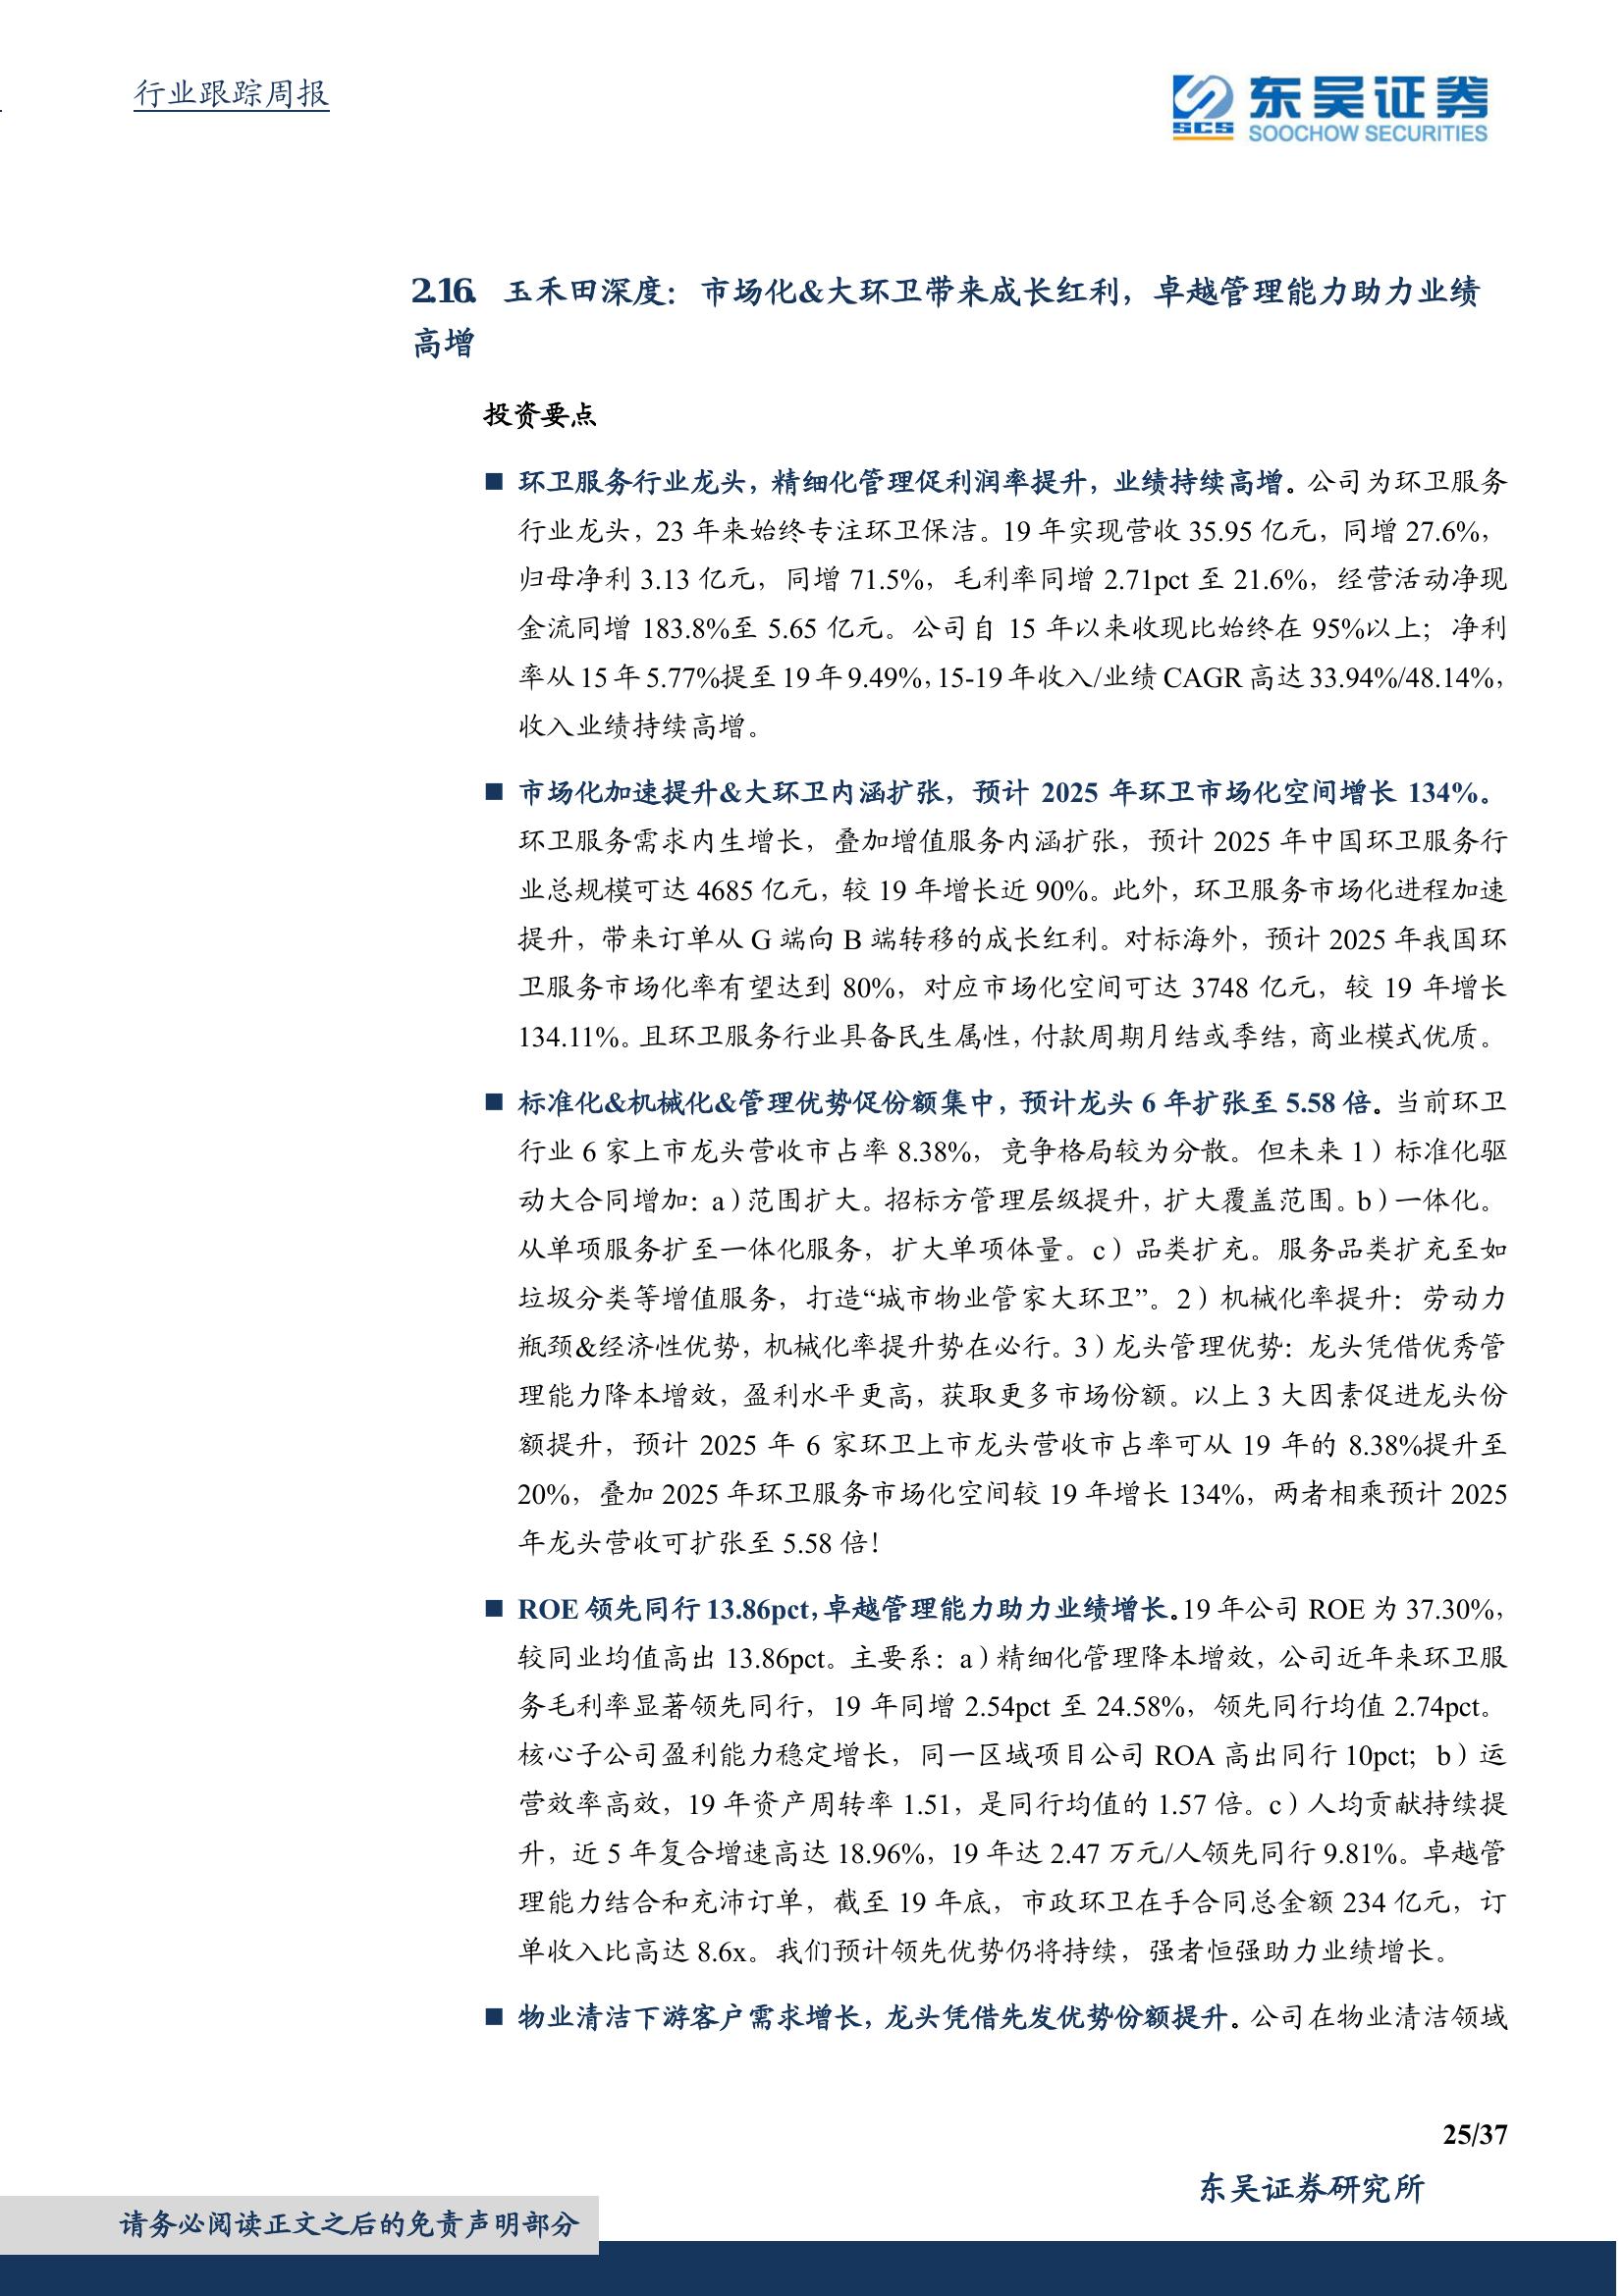 行业跟踪周报
东吴证券
SCS
SOOCHOW SECURITIES
2.16. 玉禾田深度：市场化&大环卫带来成长红利，卓越管理能力助力业绩
高增
投资要点
■ 环卫服务行业龙头，精细化管理促利润率提升，业绩持续高增。公司为环卫服务
行业龙头，23 年来始终专注环卫保洁。19 年实现营收 35.95 亿元，同增 27.6%，
归母净利 3.13 亿元，同增 71.5%，毛利率同增 2.71pct 至 21.6%，经营活动净现
金流同增 183.8%至 5.65 亿元。公司自 15 年以来收现比始终在 95%以上；净利
率从 15 年 5.77%提至 19 年 9.49%，15-19 年收入/业绩 CAGR 高达 33.94%/48.14%，
收入业绩持续高增。
■ 市场化加速提升&大环卫内涵扩张，预计 2025 年环卫市场化空间增长 134%。
环卫服务需求内生增长，叠加增值服务内涵扩张，预计 2025 年中国环卫服务行
业总规模可达 4685 亿元，较 19 年增长近 90%。此外，环卫服务市场化进程加速
提升，带来订单从 G 端向 B 端转移的成长红利。对标海外，预计 2025 年我国环
卫服务市场化率有望达到 80%，对应市场化空间可达 3748 亿元，较 19 年增长
134.11%。且环卫服务行业具备民生属性，付款周期月结或季结，商业模式优质。
■ 标准化&机械化&管理优势促份额集中，预计龙头 6 年扩张至 5.58 倍。当前环卫
行业 6 家上市龙头营收市占率 8.38%，竞争格局较为分散。但未来 1）标准化驱
动大合同增加：a）范围扩大。招标方管理层级提升，扩大覆盖范围。b）一体化。
从单项服务扩至一体化服务，扩大单项体量。c）品类扩充。服务品类扩充至如
垃圾分类等增值服务，打造“城市物业管家大环卫”。2）机械化率提升：劳动力
瓶颈&经济性优势，机械化率提升势在必行。3）龙头管理优势：龙头凭借优秀管
理能力降本增效，盈利水平更高，获取更多市场份额。以上 3 大因素促进龙头份
额提升，预计 2025 年 6 家环卫上市龙头营收市占率可从 19 年的 8.38%提升至
20%，叠加 2025 年环卫服务市场化空间较 19 年增长 134%，两者相乘预计 2025
年龙头营收可扩张至 5.58 倍！
■ ROE 领先同行 13.86pct，卓越管理能力助力业绩增长。19 年公司 ROE 为 37.30%，
较同业均值高出 13.86pct。主要系：a）精细化管理降本增效，公司近年来环卫服
务毛利率显著领先同行，19 年同增 2.54pct 至 24.58%，领先同行均值 2.74pct。
核心子公司盈利能力稳定增长，同一区域项目公司 ROA 高出同行 10pct；b）运
营效率高效，19 年资产周转率 1.51，是同行均值的 1.57 倍。c）人均贡献持续提
升，近 5 年复合增速高达 18.96%，19 年达 2.47 万元/人领先同行 9.81%。卓越管
理能力结合和充沛订单，截至 19 年底，市政环卫在手合同总金额 234 亿元，订
单收入比高达 8.6x。我们预计领先优势仍将持续，强者恒强助力业绩增长。
■ 物业清洁下游客户需求增长，龙头凭借先发优势份额提升。公司在物业清洁领域
25/37
东吴证券研究所
请务必阅读正文之后的免责声明部分